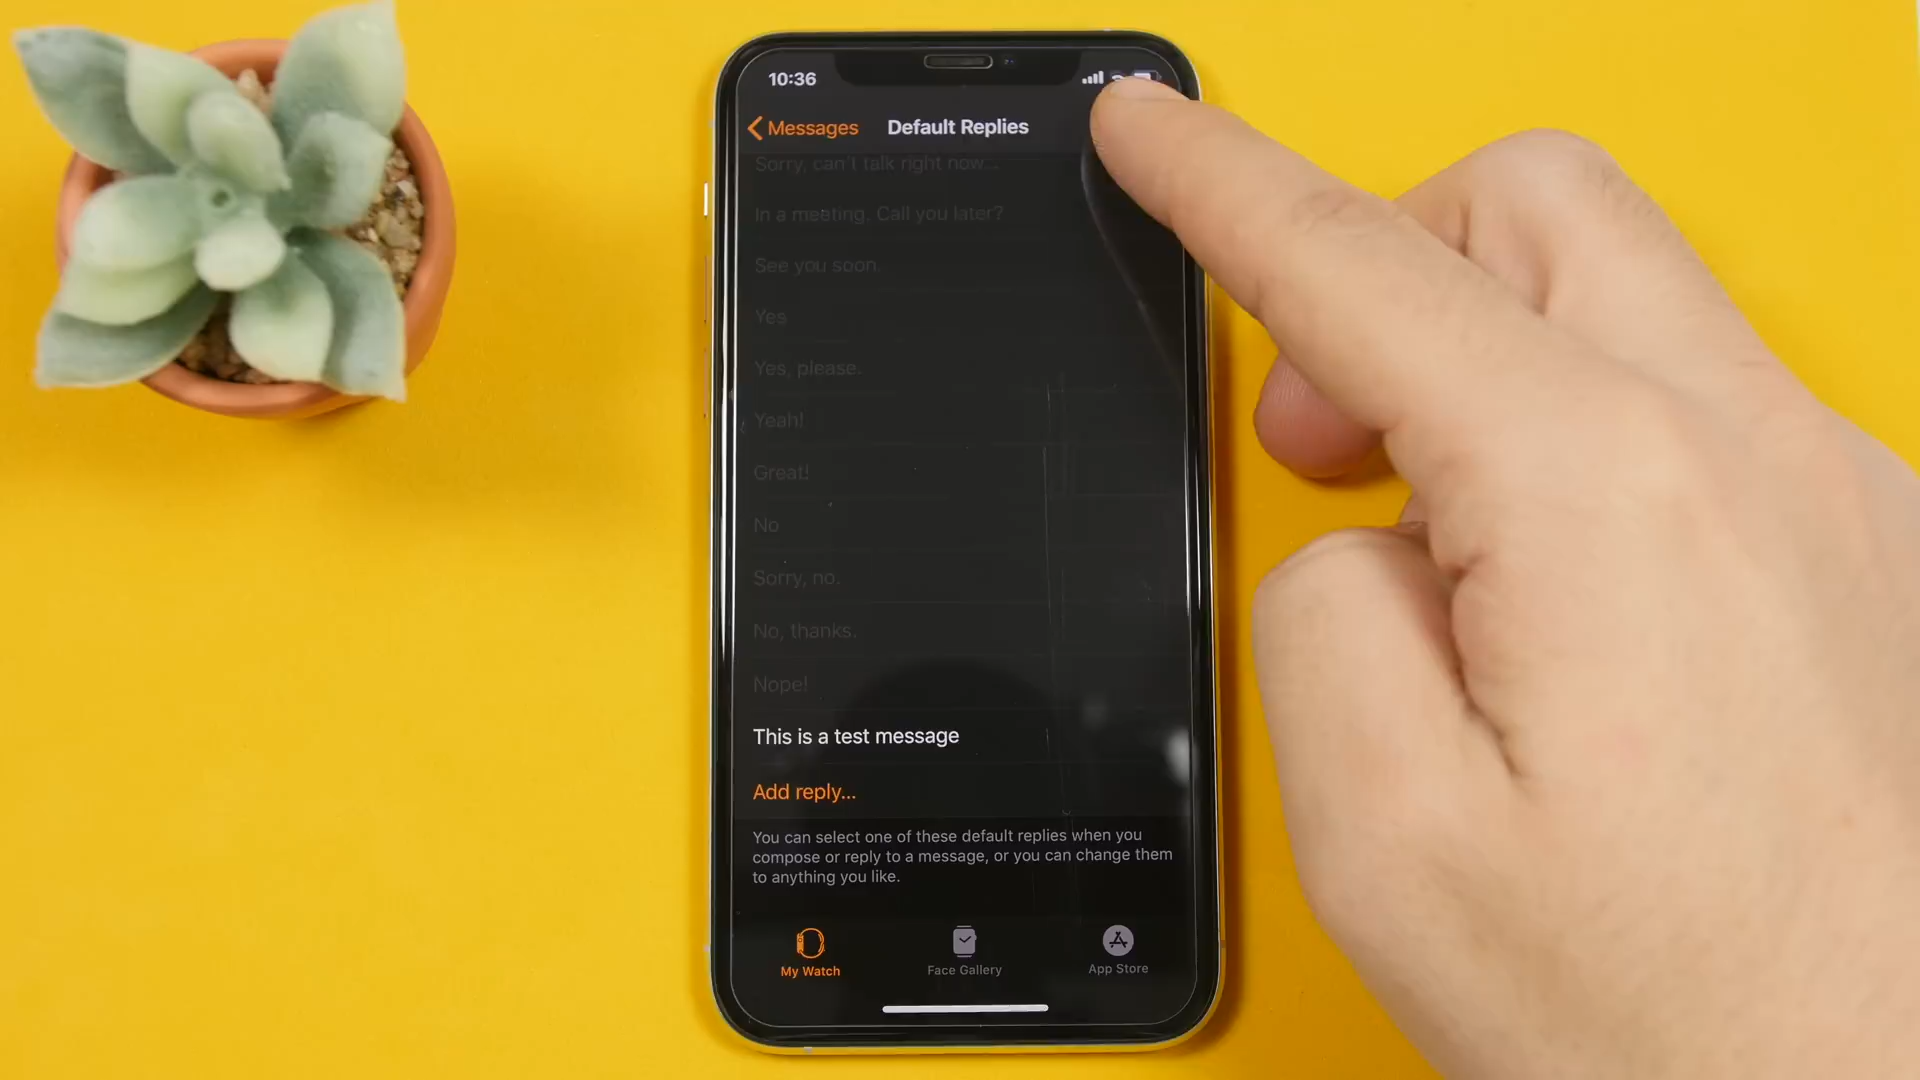 10:36
Messages
Default Replies
Sorry, can't talk right now...
In a meeting. Call you later?
See you soon.
Yes
Yes, please.
Yeah!
Great!
No
Sorry, no.
No, thanks.
Nope!
This is a test message
Add reply...
You can select one of these default replies when you
compose or reply to a message, or you can change them
to anything you like.
My Watch
Face Gallery
App Store